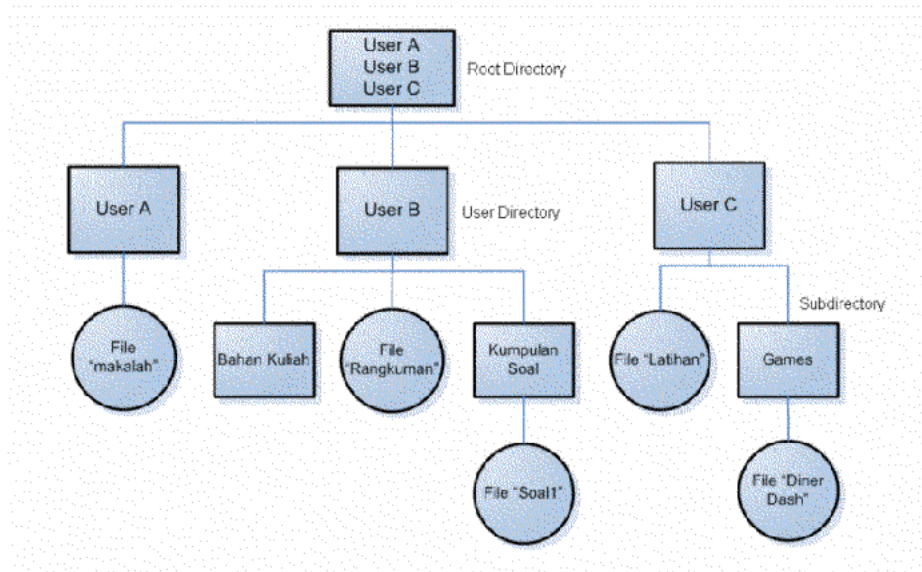 User A
User B
User C
Root Directory
User A
User B
User Directory
User C
Subdirectory
File
"makalah"
Bahan Kuliah
File
"Rangkuman"
Kumpulan
Soal
File "Latihan"
Games
File "Soal1"
File "Diner
Dash"